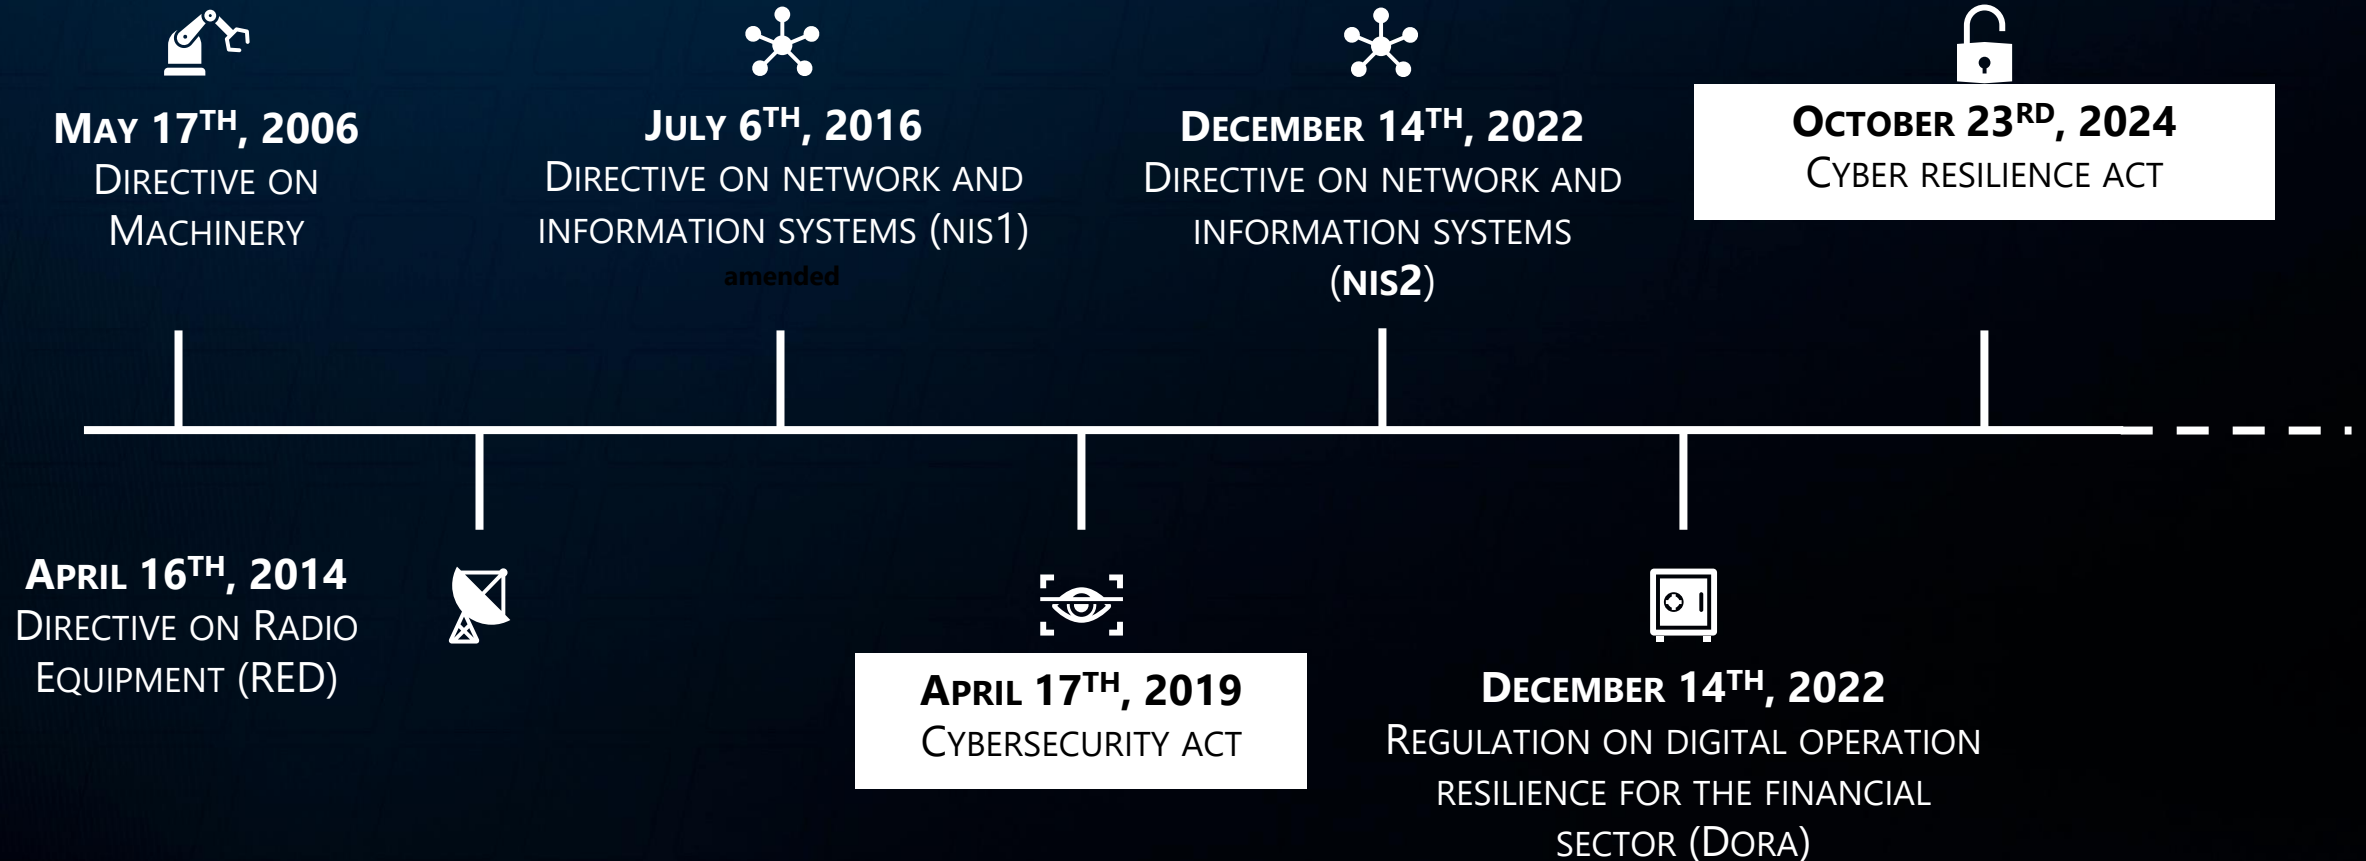 May 17th, 2006
Directive on
Machinery
July 6th, 2016
Directive on network and
information systems (nis1)
amended
December 14th, 2022
Directive on network and
information systems
(nis2)
October 23rd, 2024
Cyber resilience act
April 16th, 2014
Directive on Radio
Equipment (RED)
April 17th, 2019
Cybersecurity act
December 14th, 2022
Regulation on digital operation
resilience for the financial
sector (Dora)